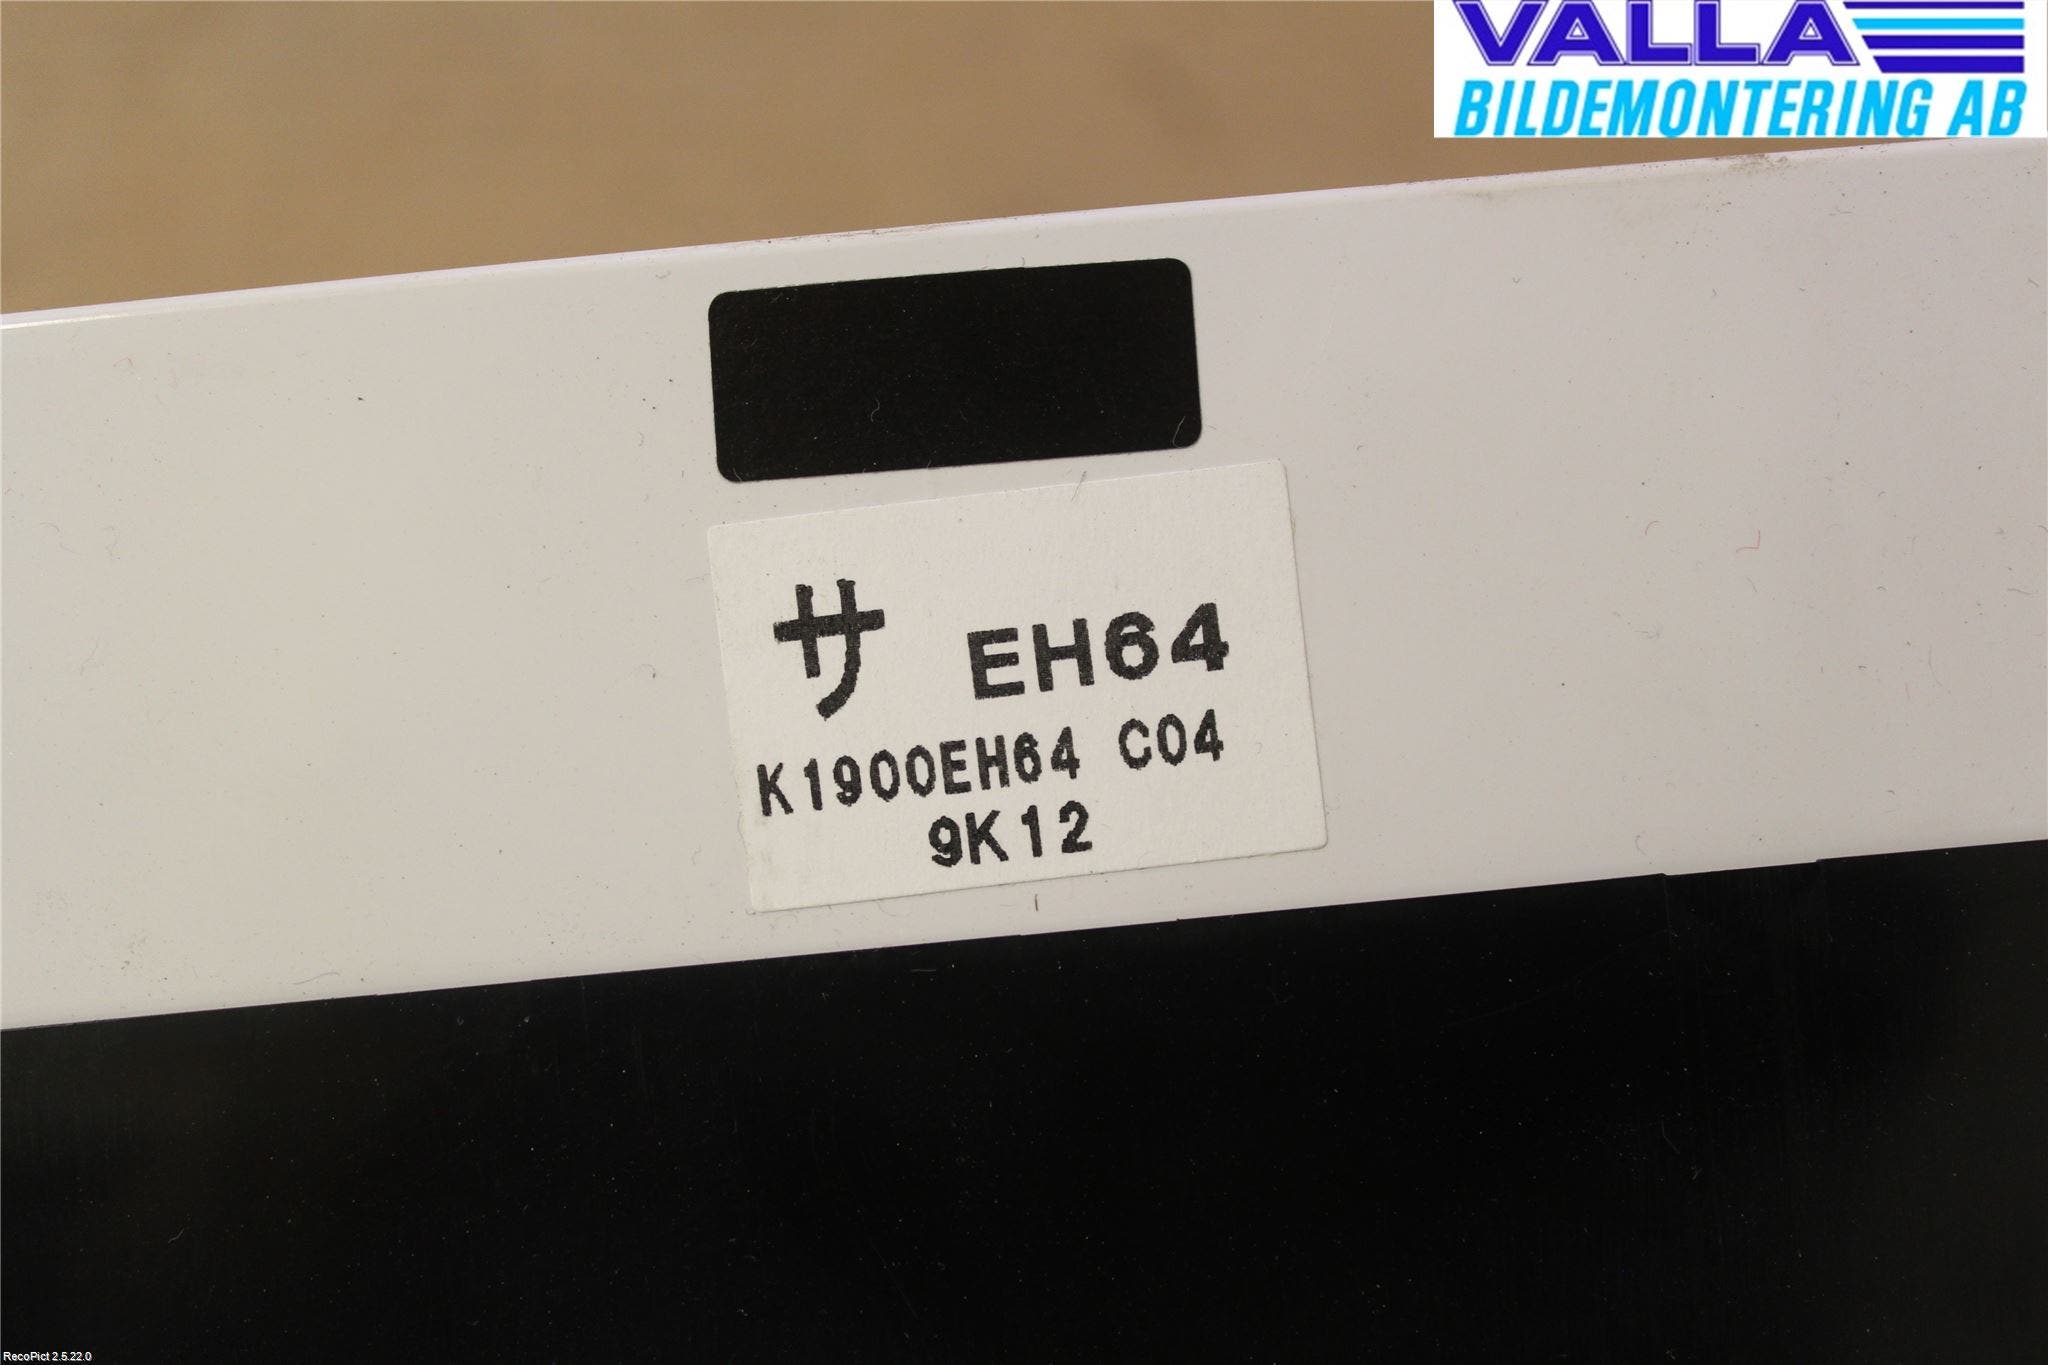 VALLA
BILDEMONTERING AB
サ EH64
K1900EH64 C04
9K12
RecoPict 2.5.22.0